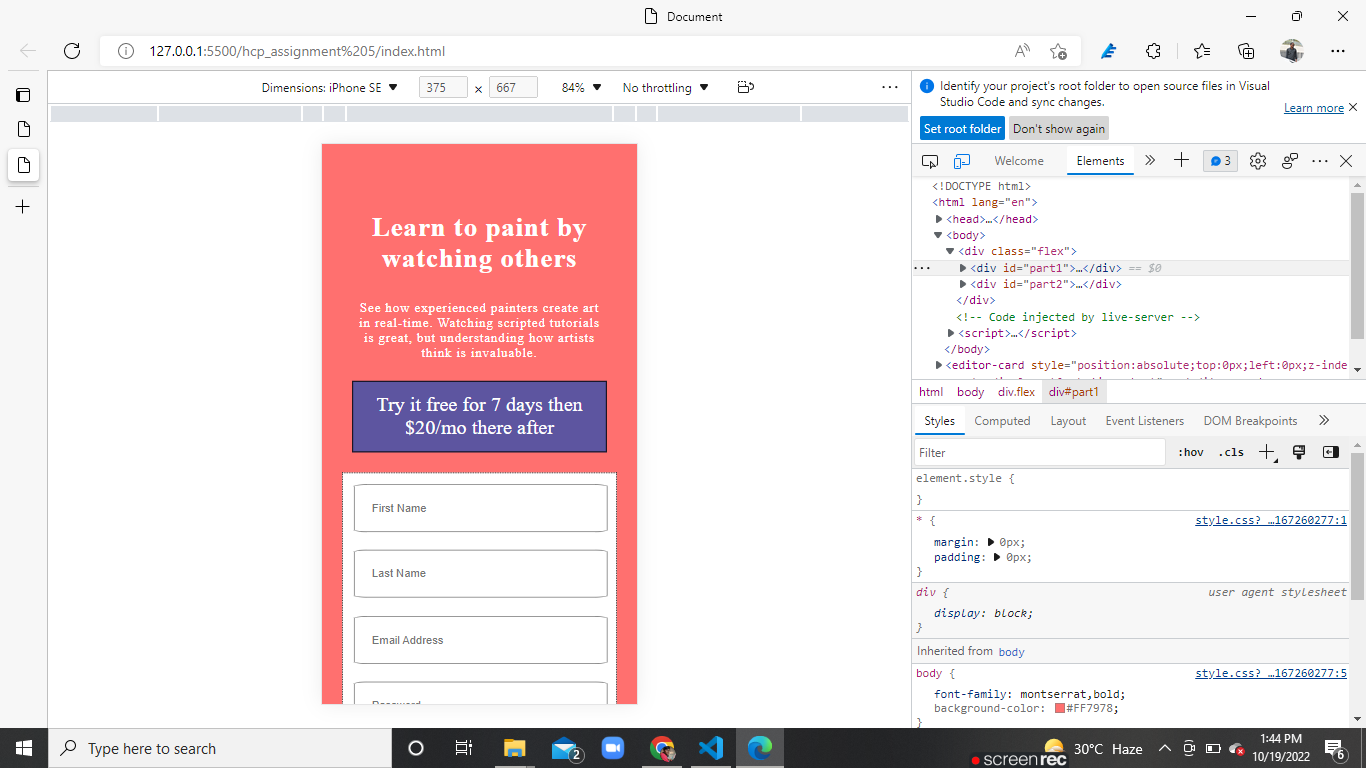 Document
127.0.0.1:5500/hcp_assignment%205/index.html
Dimensions: iPhone SE ▼ 375 x 667 84% ▼ No throttling ▼
Identify your project's root folder to open source files in Visual
Studio Code and sync changes.
Learn more
Set root folder Don't show again
Welcome Elements 3
<!DOCTYPE html>
<html lang="en">
<head>…</head>
<body>
<div class="flex">
<div id="part1">…</div> == $0
<div id="part2">…</div>
</div>
<!-- Code injected by live-server -->
<script>…</script>
</body>
<editor-card style="position:absolute;top:0px;left:0px;z-inde
html body div.flex div#part1
Styles Computed Layout Event Listeners DOM Breakpoints
Filter :hov .cls
element.style {
}
* { style.css? …167260277:1
margin: 0px;
padding: 0px;
}
div { user agent stylesheet
display: block;
}
Inherited from body
body { style.css? …167260277:5
font-family: montserrat,bold;
background-color: #FF7978;
}
Learn to paint by
watching others
See how experienced painters create art
in real-time. Watching scripted tutorials
is great, but understanding how artists
think is invaluable.
Try it free for 7 days then
$20/mo there after
First Name
Last Name
Email Address
Password
Type here to search
2
screenrec
30°C Haze
1:44 PM
10/19/2022
6